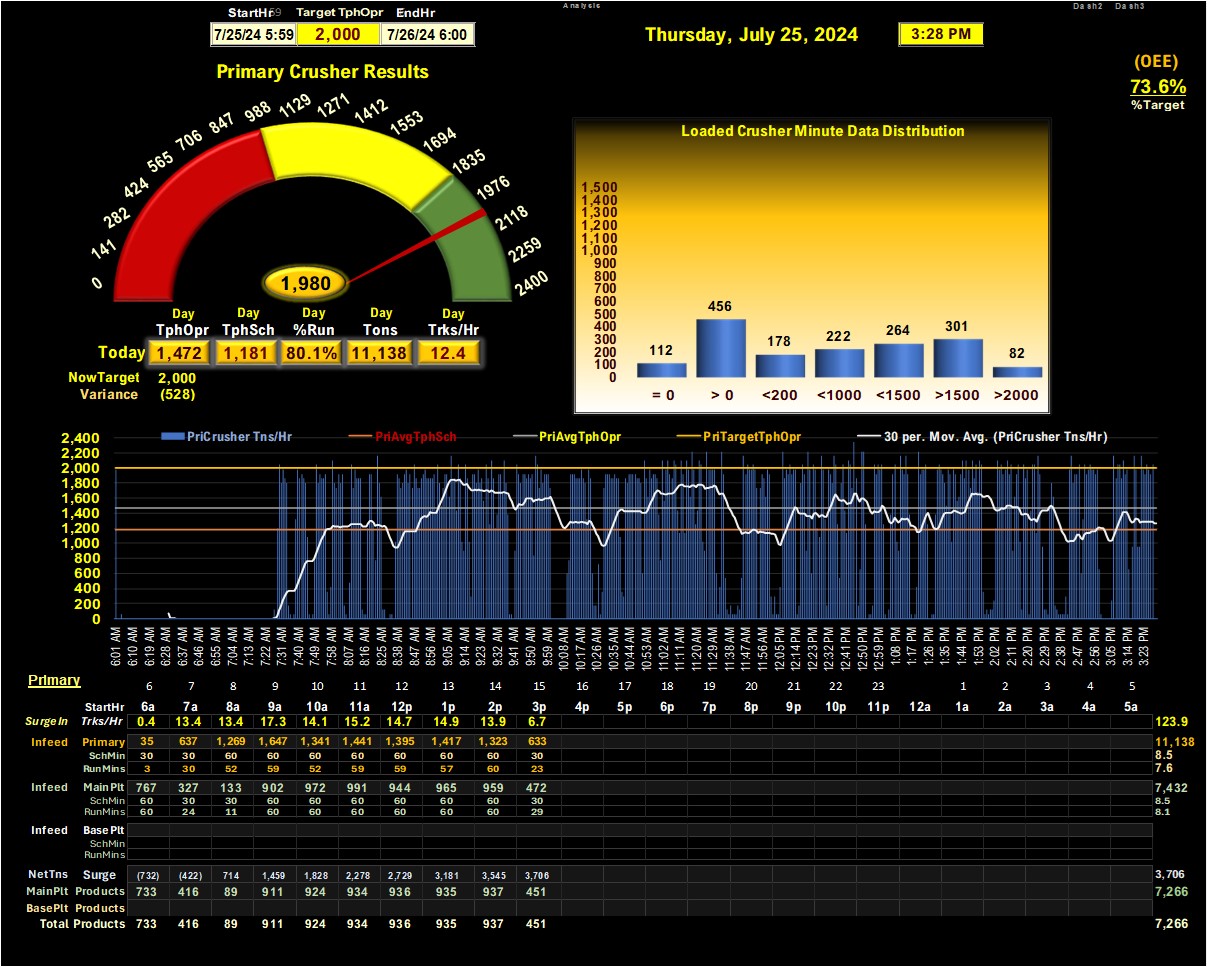 Analysis
Dash2 Dash3
StartHr Target TphOpr EndHr
7/25/24 5:59 2,000 7/26/24 6:00
Thursday, July 25, 2024
3:28 PM
(OEE)
73.6%
%Target
Primary Crusher Results
0 141 282 424 565 706 847 988 1129 1271 1412 1553 1694 1835 1976 2118 2259 2400
1,980
Day Day Day Day Day
TphOpr TphSch %Run Tons Trks/Hr
Today 1,472 1,181 80.1% 11,138 12.4
NowTarget 2,000
Variance (528)
Loaded Crusher Minute Data Distribution
1,500
1,400
1,300
1,200
1,100
1,000
900
800
700
600
500
400
300
200
100
0
112 456 178 222 264 301 82
= 0 > 0 <200 <1000 <1500 >1500 >2000
PriCrusher Tns/Hr PriAvgTphSch PriAvgTphOpr PriTargetTphOpr 30 per. Mov. Avg. (PriCrusher Tns/Hr)
2,400
2,200
2,000
1,800
1,600
1,400
1,200
1,000
800
600
400
200
0
6:01 AM 6:10 AM 6:19 AM 6:28 AM 6:37 AM 6:46 AM 6:55 AM 7:04 AM 7:13 AM 7:22 AM 7:31 AM 7:40 AM 7:49 AM 7:58 AM 8:07 AM 8:16 AM 8:25 AM 8:38 AM 8:47 AM 8:56 AM 9:05 AM 9:14 AM 9:23 AM 9:32 AM 9:41 AM 9:50 AM 9:59 AM 10:08 AM 10:17 AM 10:26 AM 10:35 AM 10:44 AM 10:53 AM 11:02 AM 11:11 AM 11:20 AM 11:29 AM 11:38 AM 11:47 AM 11:56 AM 12:05 PM 12:14 PM 12:23 PM 12:32 PM 12:41 PM 12:50 PM 12:59 PM 1:08 PM 1:17 PM 1:26 PM 1:35 PM 1:44 PM 1:53 PM 2:02 PM 2:11 PM 2:20 PM 2:29 PM 2:38 PM 2:47 PM 2:56 PM 3:05 PM 3:14 PM 3:23 PM
Primary
6 7 8 9 10 11 12 13 14 15 16 17 18 19 20 21 22 23 1 2 3 4 5
StartHr 6a 7a 8a 9a 10a 11a 12p 1p 2p 3p 4p 5p 6p 7p 8p 9p 10p 11p 12a 1a 2a 3a 4a 5a
SurgeIn Trks/Hr 0.4 13.4 13.4 17.3 14.1 15.2 14.7 14.9 13.9 6.7 123.9
Infeed Primary 35 637 1,269 1,647 1,341 1,441 1,395 1,417 1,323 633 11,138
SchMin 30 30 60 60 60 60 60 60 60 30 8.5
RunMins 3 30 52 59 52 59 59 57 60 23 7.6
Infeed MainPlt 767 327 133 902 972 991 944 965 959 472 7,432
SchMin 60 30 30 60 60 60 60 60 60 30 8.5
RunMins 60 24 11 60 60 60 60 60 60 29 8.1
Infeed BasePlt
SchMin
RunMins
NetTns Surge (732) (422) 714 1,459 1,828 2,278 2,729 3,181 3,545 3,706 3,706
MainPlt Products 733 416 89 911 924 934 936 935 937 451 7,266
BasePlt Products
Total Products 733 416 89 911 924 934 936 935 937 451 7,266